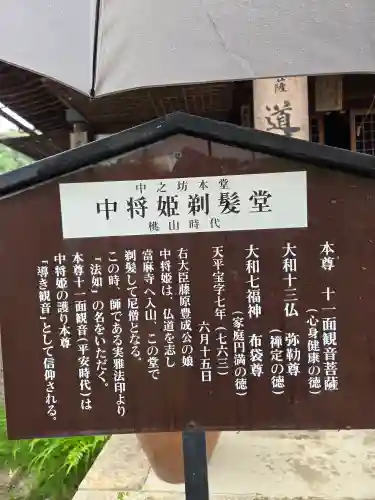 薩
道
中之坊本堂
中将姫剃髪堂
桃山時代
本尊 十一面観音菩薩
(心身健康の徳)
大和十三仏 弥勒尊
(禅定の徳)
大和七福神 布袋尊
(家庭円満の徳)
天平宝字七年(七六三)
六月十五日
右大臣藤原豊成公の娘
中将姫は、仏道を志し
當麻寺へ入山、この堂で
剃髪して尼僧となる。
この時、師である実雅法印より
『法如』の名をいただく。
本尊十一面観音(平安時代)は
中将姫の護り本尊
『導き観音』として信仰される。